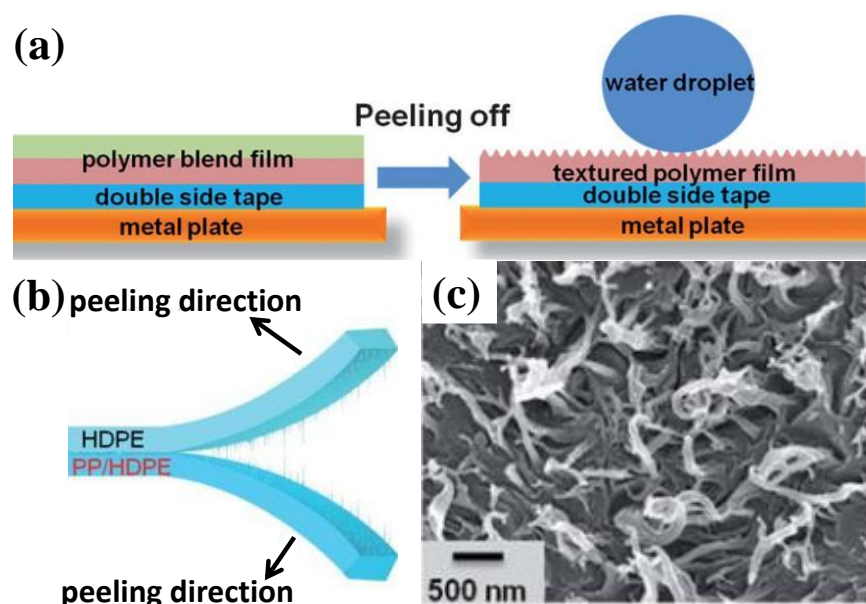 (a)
Peeling off
water droplet
polymer blend film
double side tape
metal plate
textured polymer film
double side tape
metal plate
(b)
peeling direction
HDPE
PP/HDPE
peeling direction
(c)
500 nm